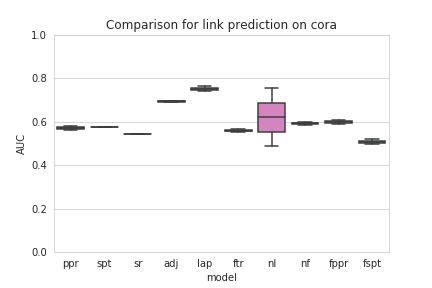 Comparison for link prediction on cora
1.0
0.8
0.6
0.4
0.2
0.0
AUC
ppr spt sr adj lap ftr nl nf fppr fspt
model